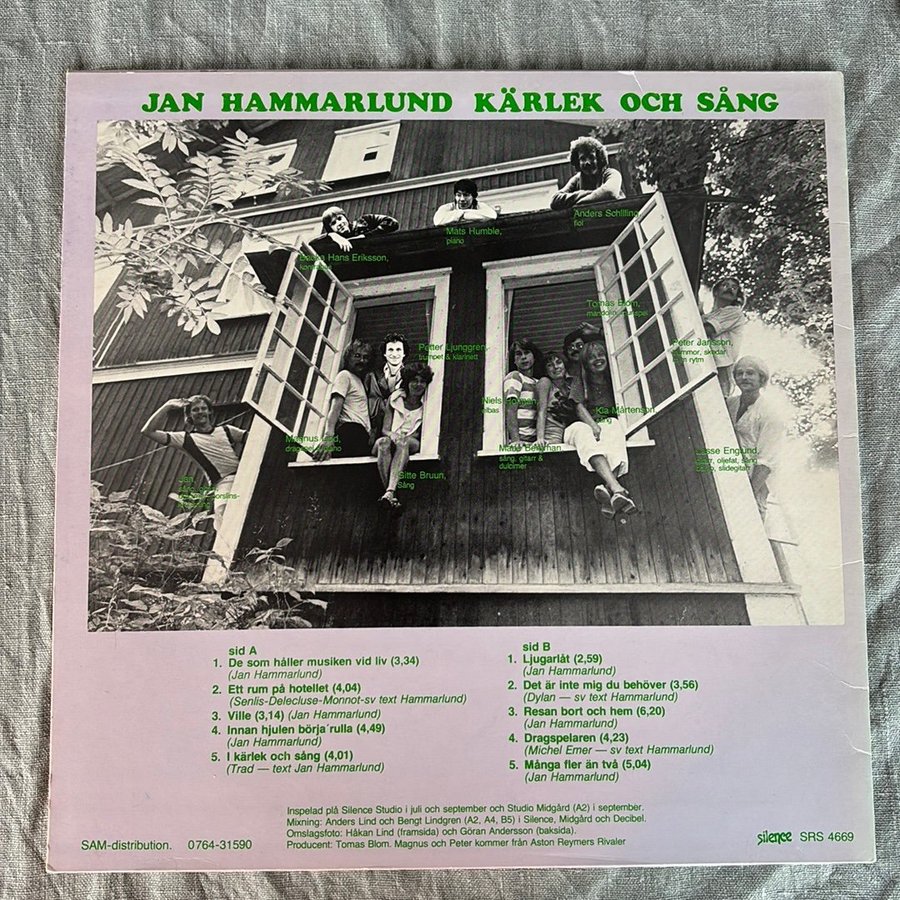 JAN HAMMARLUND KÄRLEK OCH SÅNG
Anders Schilling,
fiol
Mats Humble,
piano
Hans Eriksson,
Tomas Blom,
Petter Ljunggren,
trumpet & klarinett
Peter Jansson,
Niels
elbas
Kia Mårtenson,
sång
Magnus Lind,
sång, gitarr &
dulcimer
Gitte Bruun,
Sång
Englund,
Jan,
sid A
1. De som håller musiken vid liv (3,34)
(Jan Hammarlund)
2. Ett rum på hotellet (4,04)
(Senlis-Delecluse-Monnot-sv text Hammarlund)
3. Ville (3,14) (Jan Hammarlund)
4. Innan hjulen börja´rulla (4,49)
(Jan Hammarlund)
5. I kärlek och sång (4,01)
(Trad — text Jan Hammarlund)
sid B
1. Ljugarlåt (2,59)
(Jan Hammarlund)
2. Det är inte mig du behöver (3,56)
(Dylan — sv text Hammarlund)
3. Resan bort och hem (6,20)
(Jan Hammarlund)
4. Dragspelaren (4,23)
(Michel Emer — sv text Hammarlund)
5. Många fler än två (5,04)
(Jan Hammarlund)
Inspelad plå Silence Studio i juli och september och Studio Midgård (A2) i september.
Mixning: Anders Lind och Bengt Lindgren (A2, A4, B5) i Silence, Midgård och Decibel.
Omslagsfoto: Håkan Lind (framsida) och Göran Andersson (baksida).
Producent: Tomas Blom. Magnus och Peter kommer från Aston Reymers Rivaler
SAM-distribution. 0764-31590
silence SRS 4669